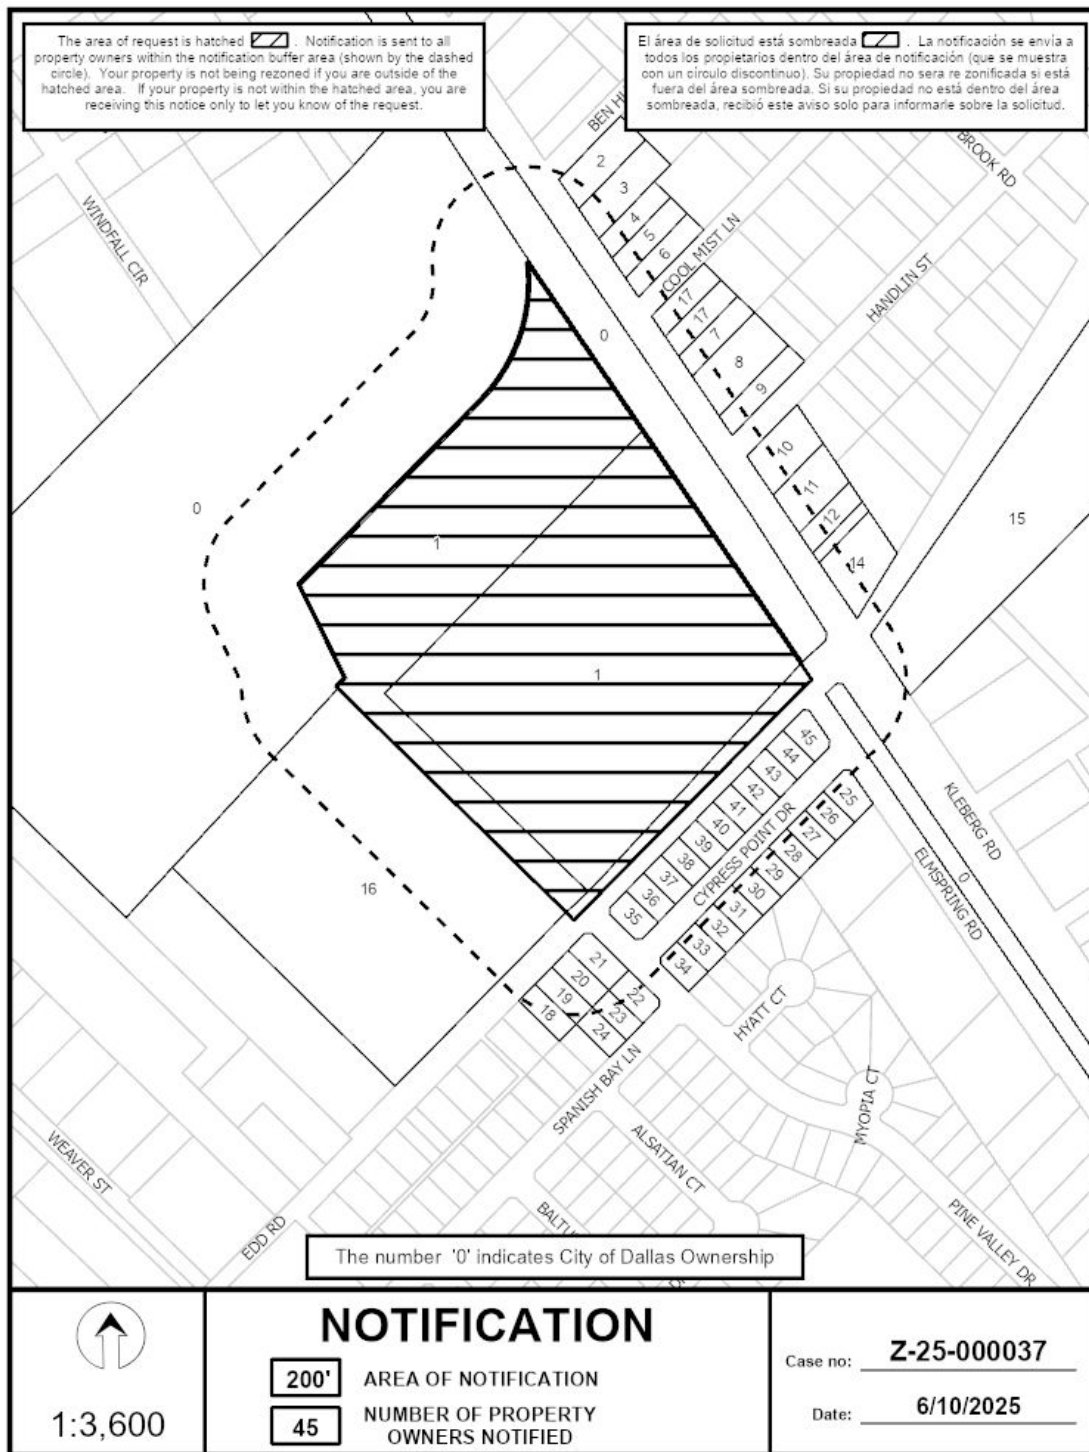 The area of request is hatched . Notification is sent to all
property owners within the notification buffer area (shown by the dashed
circle). Your property is not being rezoned if you are outside of the
hatched area. If your property is not within the hatched area, you are
receiving this notice only to let you know of the request.
El área de solicitud está sombreada . La notificación se envía a
todos los propietarios dentro del área de notificación (que se muestra
con un círculo discontinuo). Su propiedad no sera re zonificada si está
fuera del área sombreada. Si su propiedad no está dentro del área
sombreada, recibió este aviso solo para informarle sobre la solicitud.
BROOK RD
WINDFALL CIR
COOL MIST LN
HANDLIN ST
2
3
4
5
6
17
17
7
8
9
10
11
12
14
15
0
0
1
1
16
45
44
43
42
41
40
39
38
37
36
35
CYPRESS POINT DR
25
26
27
28
29
30
31
32
33
34
21
20
19
18
22
23
24
KLEBERG RD
0
ELMSPRING RD
HYATT CT
MYOPIA CT
SPANISH BAY LN
ALSATIAN CT
WEAVER ST
EDD RD
PINE VALLEY DR
The number '0' indicates City of Dallas Ownership
1:3,600
NOTIFICATION
200' AREA OF NOTIFICATION
45 NUMBER OF PROPERTY
OWNERS NOTIFIED
Case no: Z-25-000037
Date: 6/10/2025